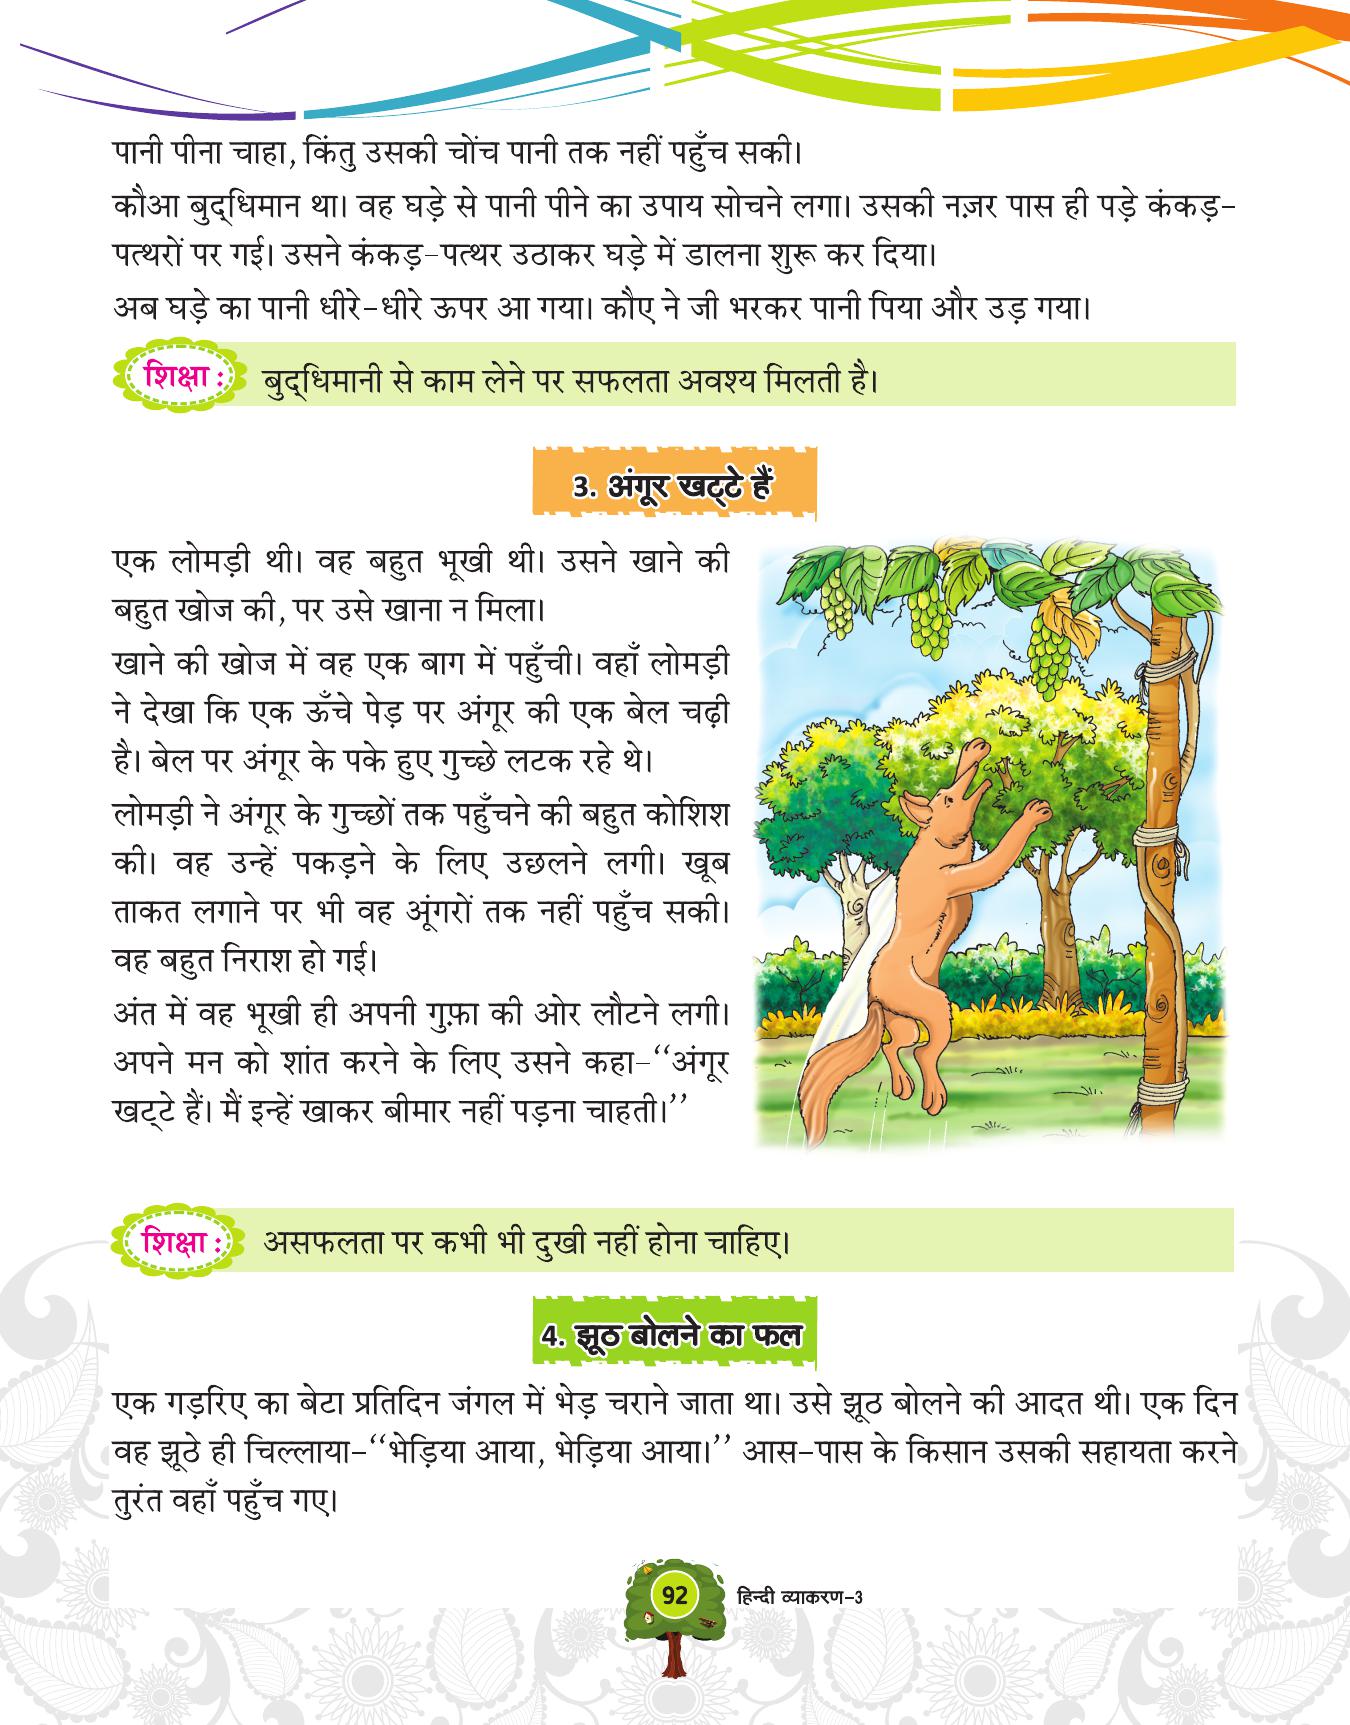 पानी पीना चाहा, किंतु उसकी चोंच पानी तक नहीं पहुँच सकी।
कौआ बुद्‌धिमान था। वह घड़े से पानी पीने का उपाय सोचने लगा। उसकी नज़र पास ही पड़े कंकड़-
पत्थरों पर गई। उसने कंकड़-पत्थर उठाकर घड़े में डालना शुरू कर दिया।
अब घड़े का पानी धीरे-धीरे ऊपर आ गया। कौए ने जी भरकर पानी पिया और उड़ गया।
शिक्षा : बुद्‌धिमानी से काम लेने पर सफलता अवश्य मिलती है।
3. अंगूर खट्‌टे हैं
एक लोमड़ी थी। वह बहुत भूखी थी। उसने खाने की
बहुत खोज की, पर उसे खाना न मिला।
खाने की खोज में वह एक बाग में पहुँची। वहाँ लोमड़ी
ने देखा कि एक ऊँचे पेड़ पर अंगूर की एक बेल चढ़ी
है। बेल पर अंगूर के पके हुए गुच्छे लटक रहे थे।
लोमड़ी ने अंगूर के गुच्छों तक पहुँचने की बहुत कोशिश
की। वह उन्हें पकड़ने के लिए उछलने लगी। खूब
ताकत लगाने पर भी वह अूंगरों तक नहीं पहुँच सकी।
वह बहुत निराश हो गई।
अंत में वह भूखी ही अपनी गुफ़ा की ओर लौटने लगी।
अपने मन को शांत करने के लिए उसने कहा-‘‘अंगूर
खट्‌टे हैं। मैं इन्हें खाकर बीमार नहीं पड़ना चाहती।’’
शिक्षा : असफलता पर कभी भी दुखी नहीं होना चाहिए।
4. झूठ बोलने का फल
एक गड़रिए का बेटा प्रतिदिन जंगल में भेड़ चराने जाता था। उसे झूठ बोलने की आदत थी। एक दिन
वह झूठे ही चिल्लाया-‘‘भेड़िया आया, भेड़िया आया।’’ आस-पास के किसान उसकी सहायता करने
तुरंत वहाँ पहुँच गए।
92 हिन्दी व्याकरण-3